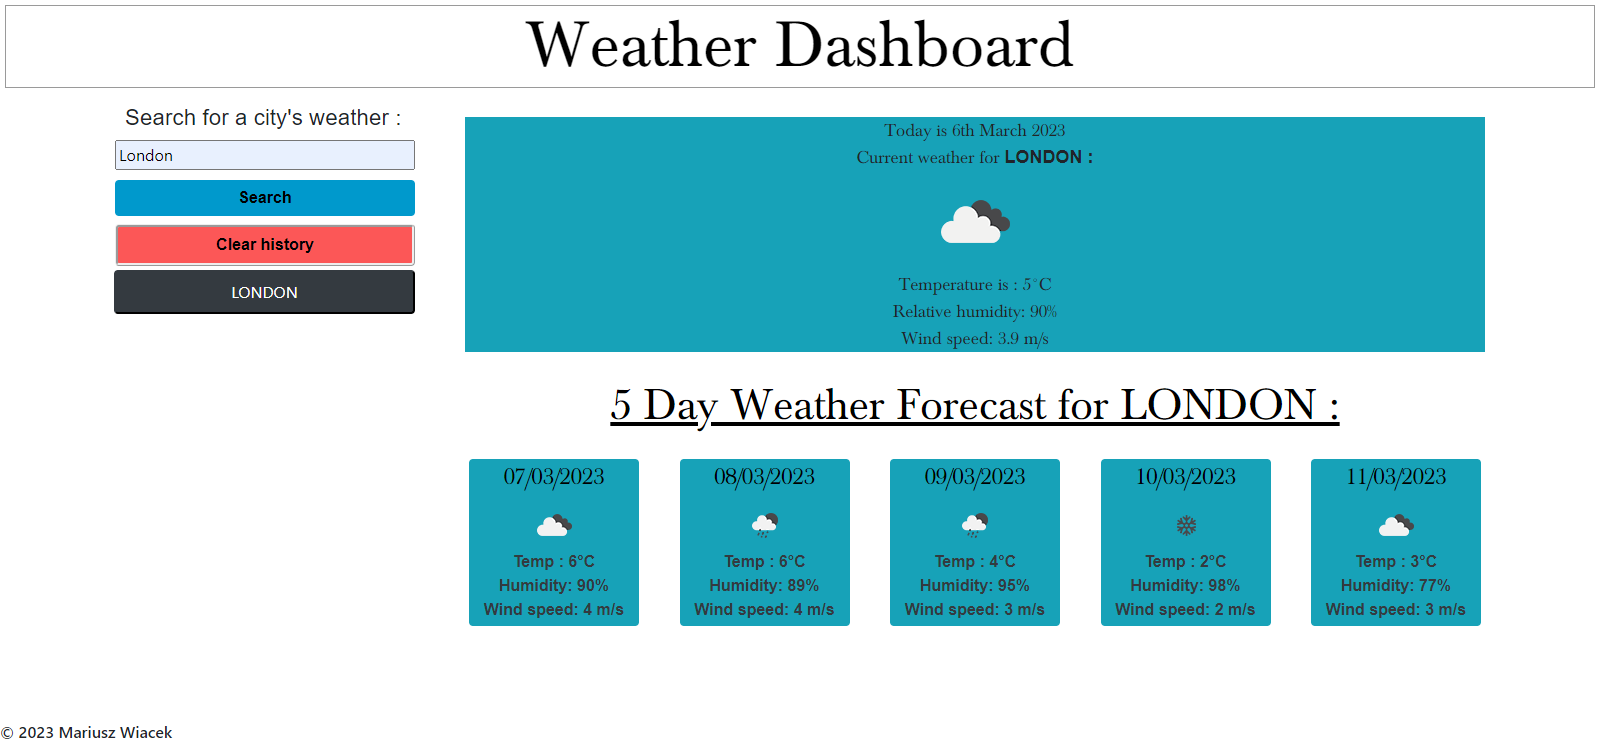 Weather Dashboard
Search for a city's weather :
London
Search
Clear history
LONDON
Today is 6th March 2023
Current weather for LONDON :
Temperature is : 5°C
Relative humidity: 90%
Wind speed: 3.9 m/s
5 Day Weather Forecast for LONDON :
07/03/2023
Temp : 6°C
Humidity: 90%
Wind speed: 4 m/s
08/03/2023
Temp : 6°C
Humidity: 89%
Wind speed: 4 m/s
09/03/2023
Temp : 4°C
Humidity: 95%
Wind speed: 3 m/s
10/03/2023
Temp : 2°C
Humidity: 98%
Wind speed: 2 m/s
11/03/2023
Temp : 3°C
Humidity: 77%
Wind speed: 3 m/s
© 2023 Mariusz Wiacek